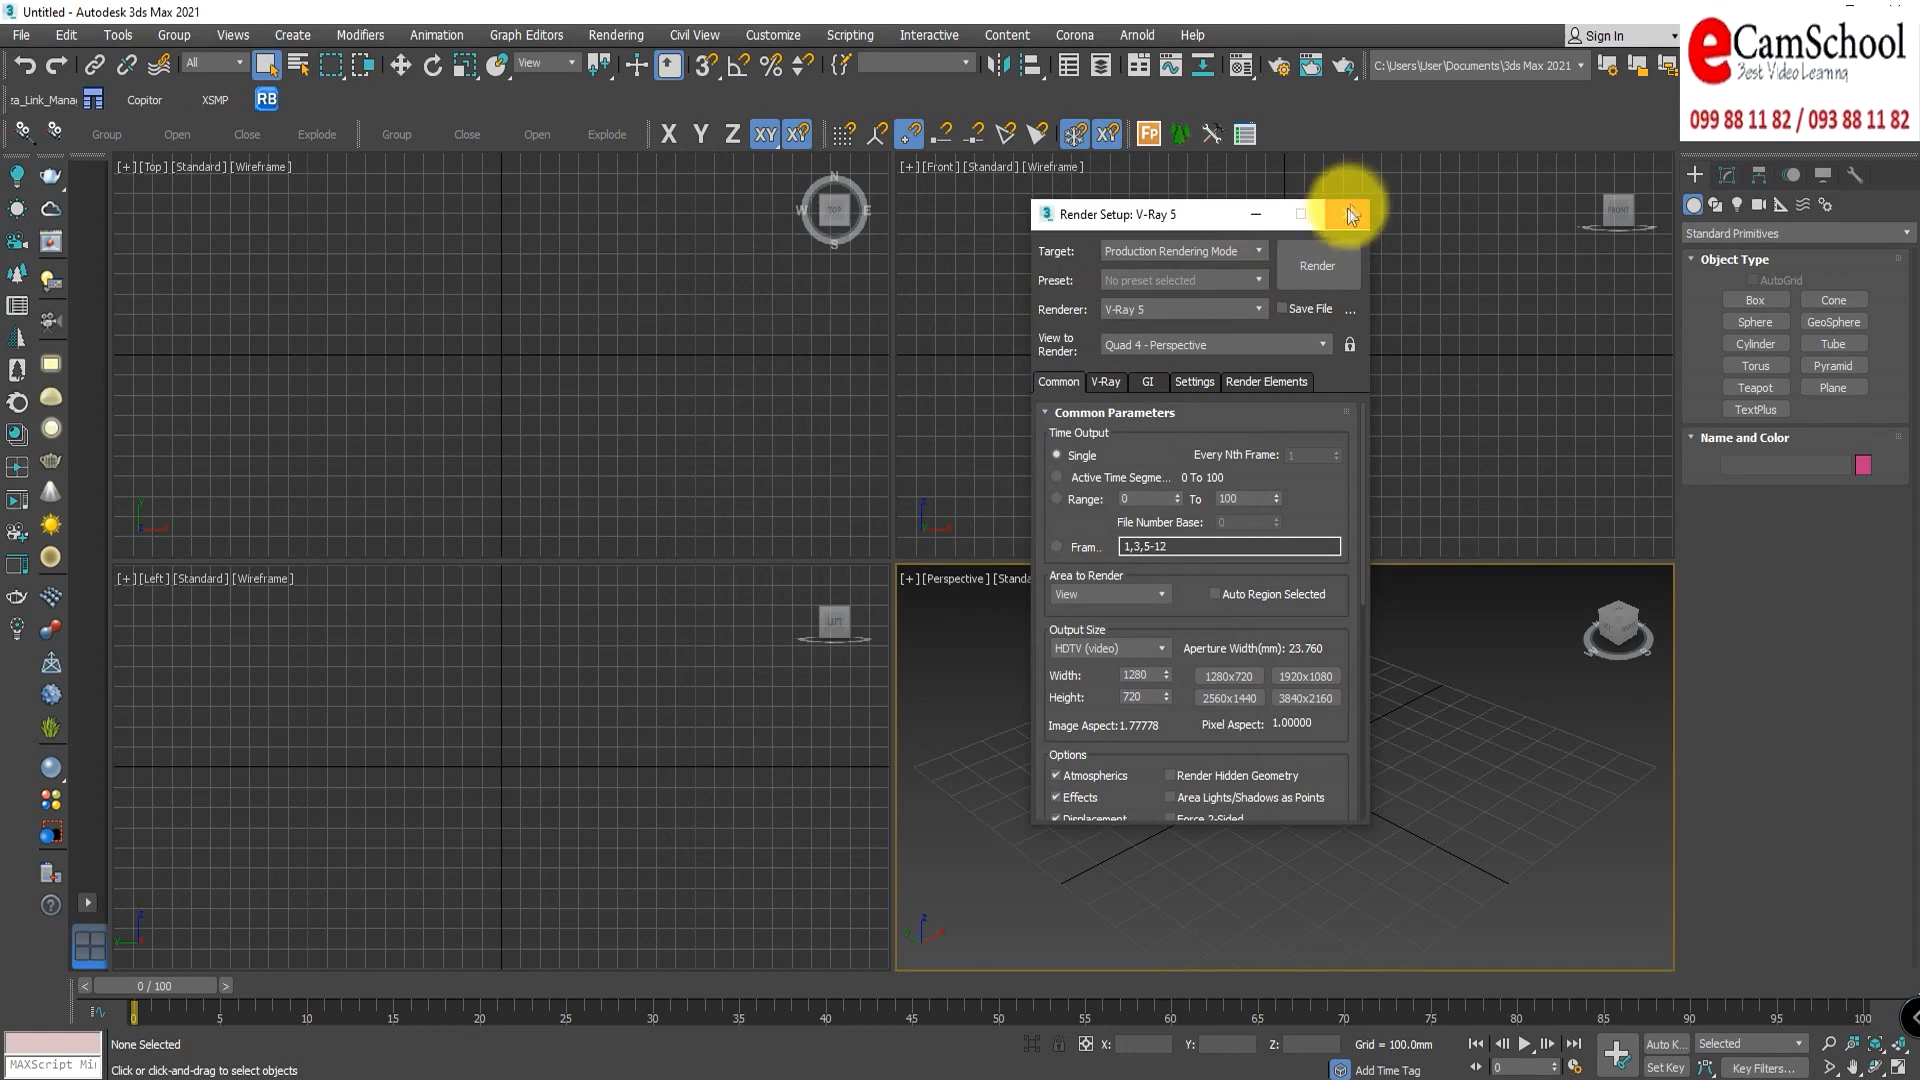 Untitled - Autodesk 3ds Max 2021
File Edit Tools Group Views Create Modifiers Animation Graph Editors Rendering Civil View Customize Scripting Interactive Content Corona Arnold Help
Sign In
eCamSchool
Best Video Learning
099 88 11 82 / 093 88 11 82
All
View
C:\Users\User\Documents\3ds Max 2021
:za_Link_Mana Copitor XSMP RB
Group Open Close Explode Group Close Open Explode
X Y Z XY XY
Fp
[+] [Top] [Standard] [Wireframe]
[+] [Front] [Standard] [Wireframe]
N
W TOP E
S
FRONT
Render Setup: V-Ray 5
Target: Production Rendering Mode
Render
Preset: No preset selected
Renderer: V-Ray 5
Save File ...
View to Render:
Quad 4 - Perspective
Common V-Ray GI Settings Render Elements
Common Parameters
Time Output
Single
Every Nth Frame: 1
Active Time Segme... 0 To 100
Range: 0 To 100
File Number Base: 0
Fram.. 1,3,5-12
Area to Render
View
Auto Region Selected
Output Size
HDTV (video)
Aperture Width(mm): 23.760
Width: 1280
1280x720 1920x1080
Height: 720
2560x1440 3840x2160
Image Aspect:1.77778
Pixel Aspect: 1.00000
Options
Atmospherics
Render Hidden Geometry
Effects
Area Lights/Shadows as Points
Displacement
Force 2-Sided
Standard Primitives
Object Type
AutoGrid
Box Cone
Sphere GeoSphere
Cylinder Tube
Torus Pyramid
Teapot Plane
TextPlus
Name and Color
[+] [Left] [Standard] [Wireframe]
LEFT
[+] [Perspective] [Standa
0 / 100
0 5 10 15 20 25 30 35 40 45 50 55 60 65 70 75 80 85 90 95 100
None Selected
X: Y: Z: Grid = 100.0mm
Auto K... Selected
MAXScript Mi
Click or click-and-drag to select objects
Add Time Tag
0
Set Key Key Filters...